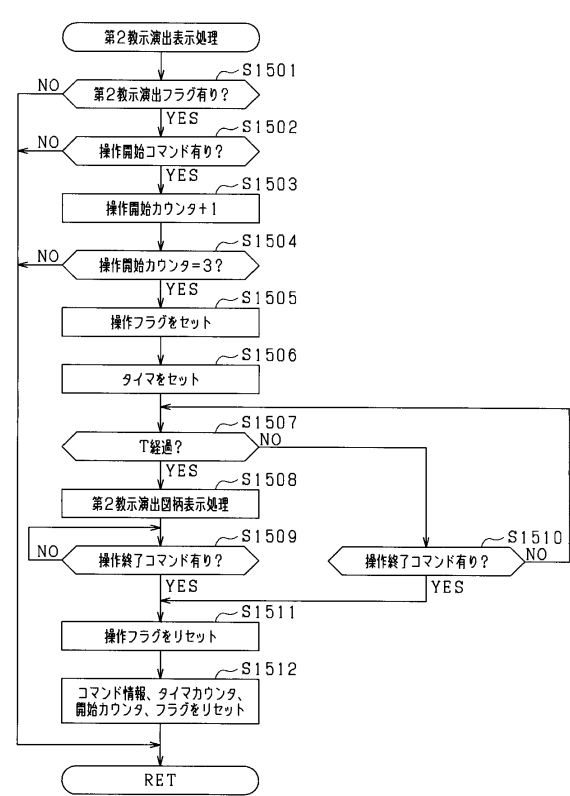 第2教示演出表示処理
S1501
NO
第2教示演出フラグ有り?
YES
S1502
NO
操作開始コマンド有り?
YES
S1503
操作開始カウンタ+1
S1504
NO
操作開始カウンタ=3?
YES
S1505
操作フラグをセット
S1506
タイマをセット
S1507
T経過?
NO
YES
S1508
第2教示演出図柄表示処理
S1509
S1510
NO
操作終了コマンド有り?
操作終了コマンド有り?
NO
YES
YES
S1511
操作フラグをリセット
S1512
コマンド情報、タイマカウンタ、
開始カウンタ、フラグをリセット
RET